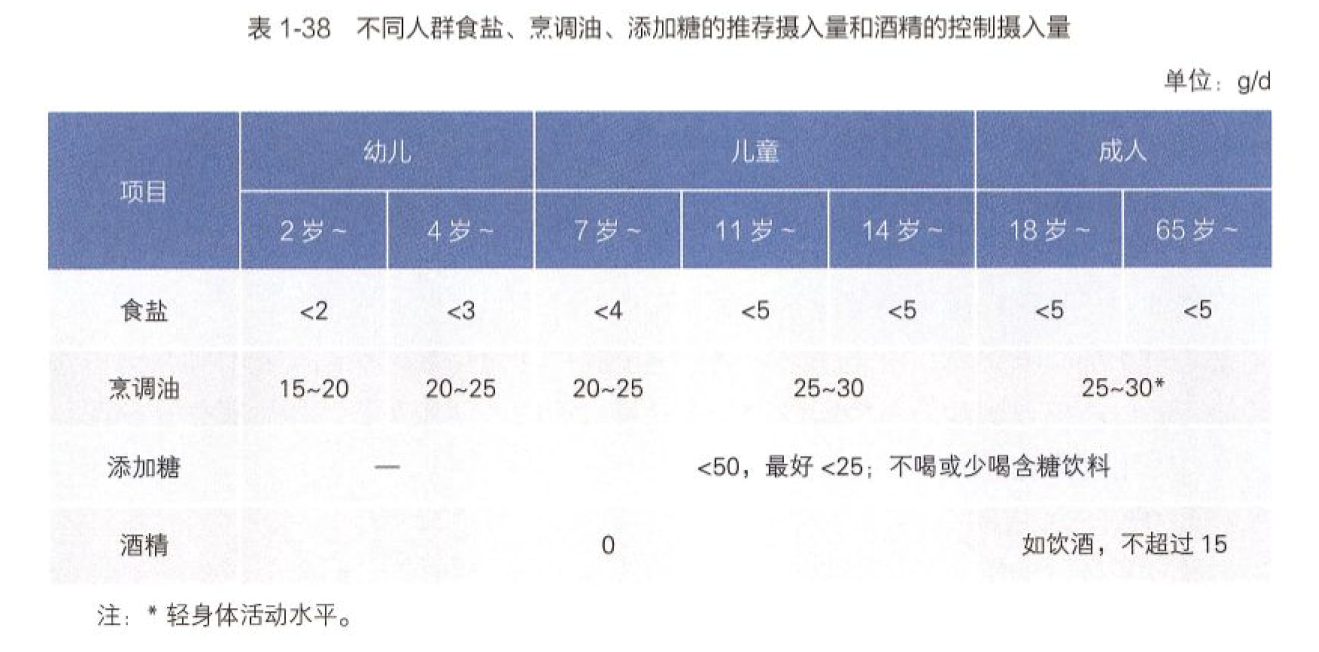 表 1-38 不同人群食盐、烹调油、添加糖的推荐摄入量和酒精的控制摄入量
单位：g/d
项目 幼儿 儿童 成人
2 岁 ~ 4 岁 ~ 7 岁 ~ 11 岁 ~ 14 岁 ~ 18 岁 ~ 65 岁 ~
食盐 <2 <3 <4 <5 <5 <5 <5
烹调油 15~20 20~25 20~25 25~30 25~30*
添加糖 — <50，最好 <25；不喝或少喝含糖饮料
酒精 0 如饮酒，不超过 15
注：* 轻身体活动水平。